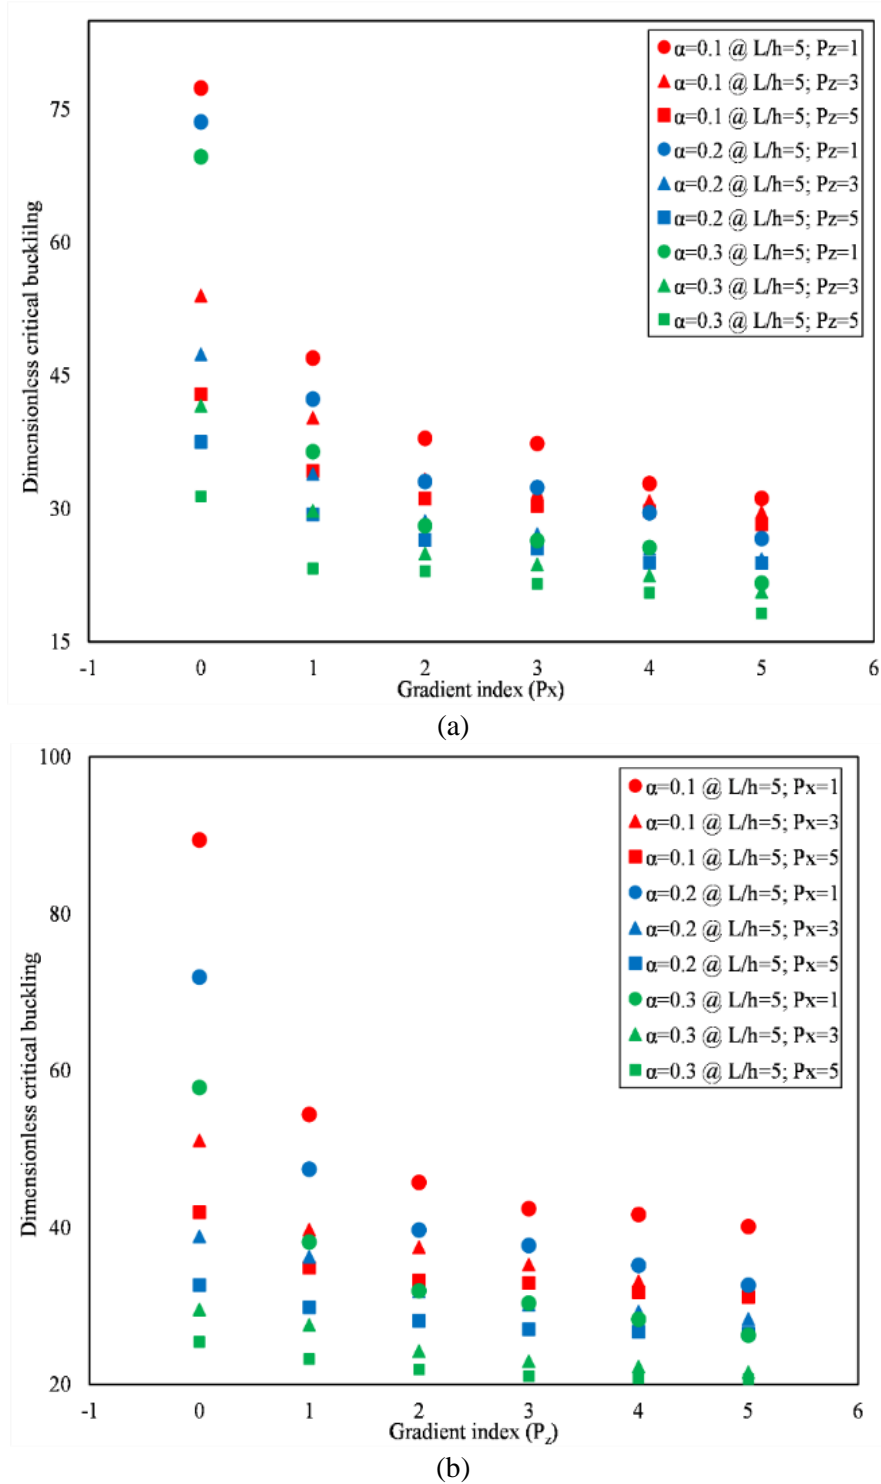 75
60
45
30
15
Dimensionless critical bucklilng
α=0.1 @ L/h=5; Pz=1
α=0.1 @ L/h=5; Pz=3
α=0.1 @ L/h=5; Pz=5
α=0.2 @ L/h=5; Pz=1
α=0.2 @ L/h=5; Pz=3
α=0.2 @ L/h=5; Pz=5
α=0.3 @ L/h=5; Pz=1
α=0.3 @ L/h=5; Pz=3
α=0.3 @ L/h=5; Pz=5
-1 0 1 2 3 4 5 6
Gradient index (Px)
(a)
100
80
60
40
20
Dimensionless critical buckling
α=0.1 @ L/h=5; Px=1
α=0.1 @ L/h=5; Px=3
α=0.1 @ L/h=5; Px=5
α=0.2 @ L/h=5; Px=1
α=0.2 @ L/h=5; Px=3
α=0.2 @ L/h=5; Px=5
α=0.3 @ L/h=5; Px=1
α=0.3 @ L/h=5; Px=3
α=0.3 @ L/h=5; Px=5
-1 0 1 2 3 4 5 6
Gradient index (Pz)
(b)